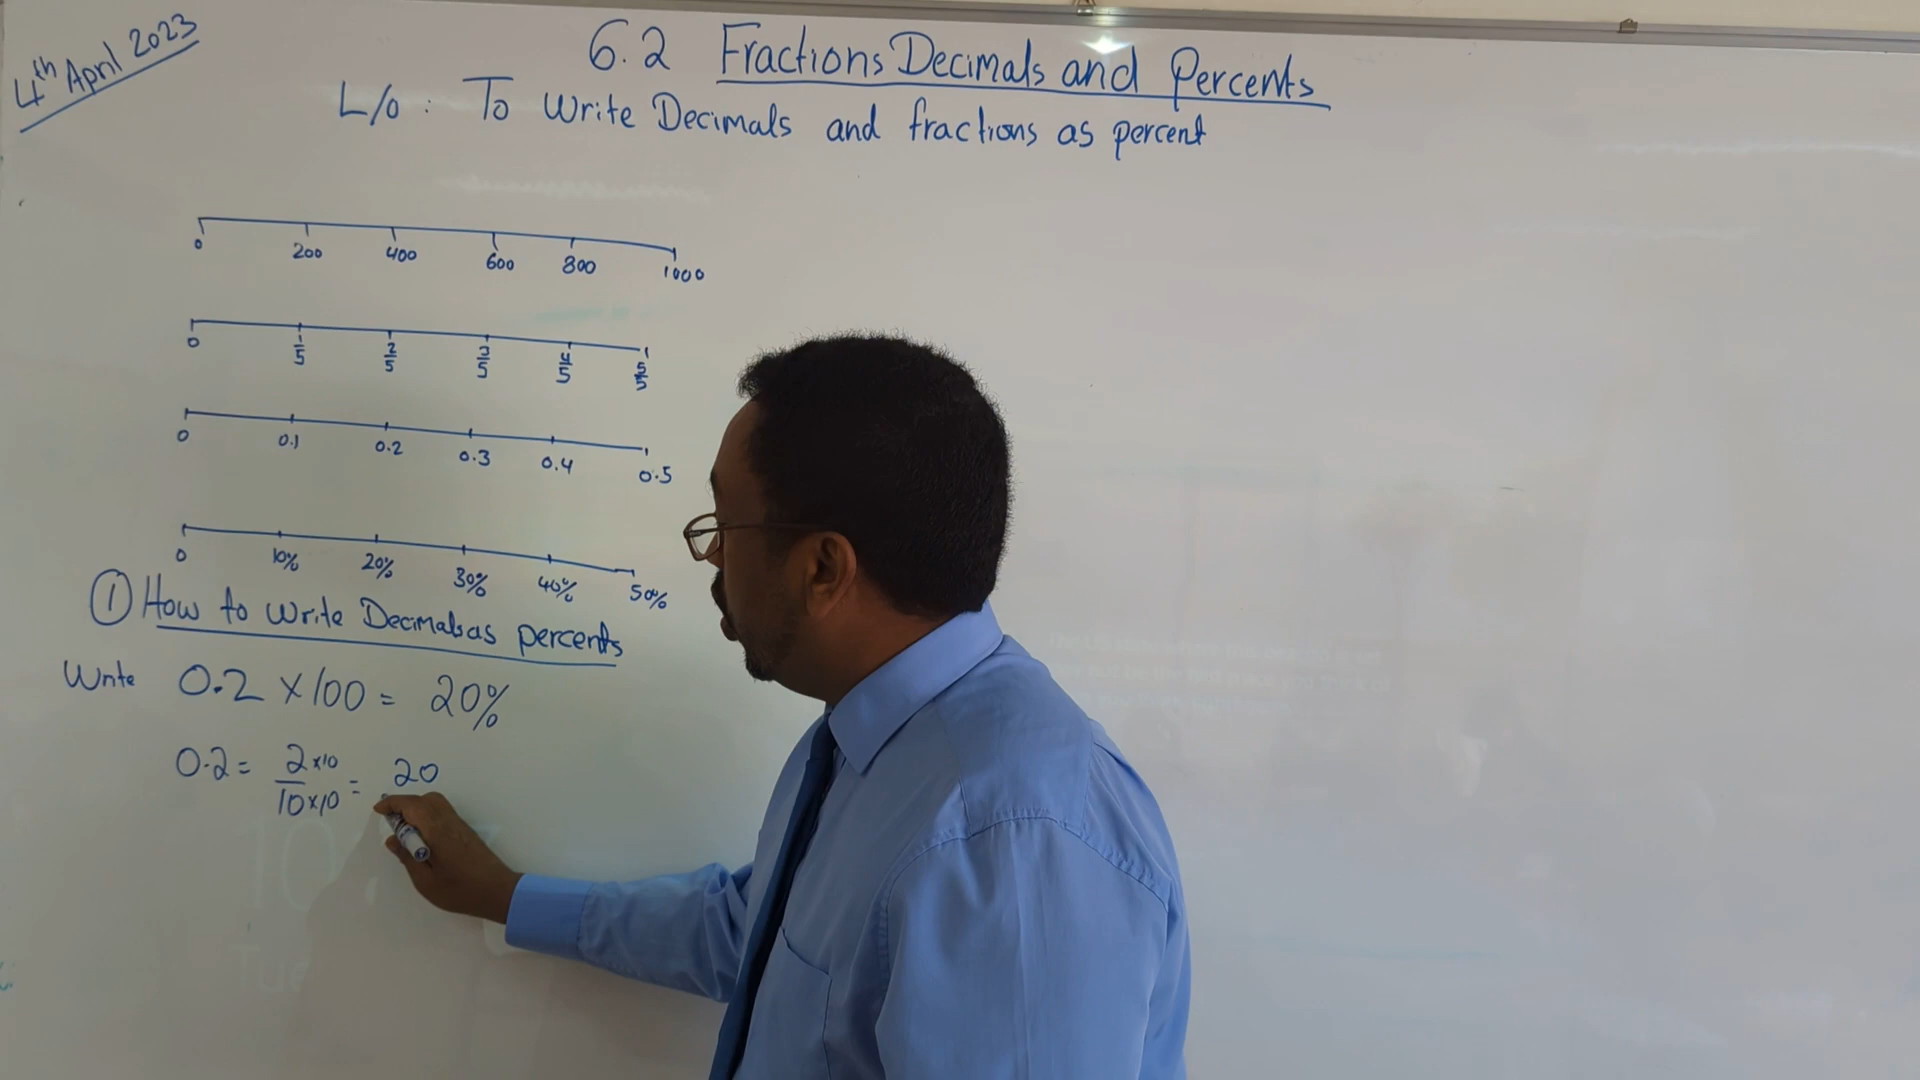 4th April 2023
6.2 Fractions Decimals and Percents
L/o: To Write Decimals and fractions as percent
0 200 400 600 800 1000
0 1/5 2/5 3/5 4/5 5/5
0 0.1 0.2 0.3 0.4 0.5
0 10% 20% 30% 40% 50%
① How to Write Decimals as percents
Write 0.2 × 100 = 20%
0.2 = 2×10/10×10 = 20